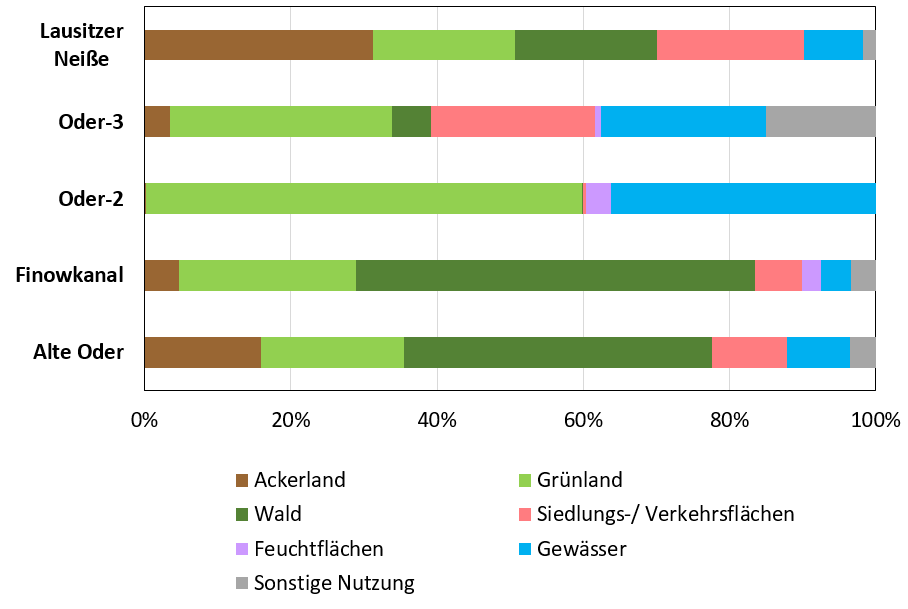 Lausitzer
Neiße
Oder-3
Oder-2
Finowkanal
Alte Oder
0% 20% 40% 60% 80% 100%
Ackerland Grünland
Wald Siedlungs-/ Verkehrsflächen
Feuchtflächen Gewässer
Sonstige Nutzung